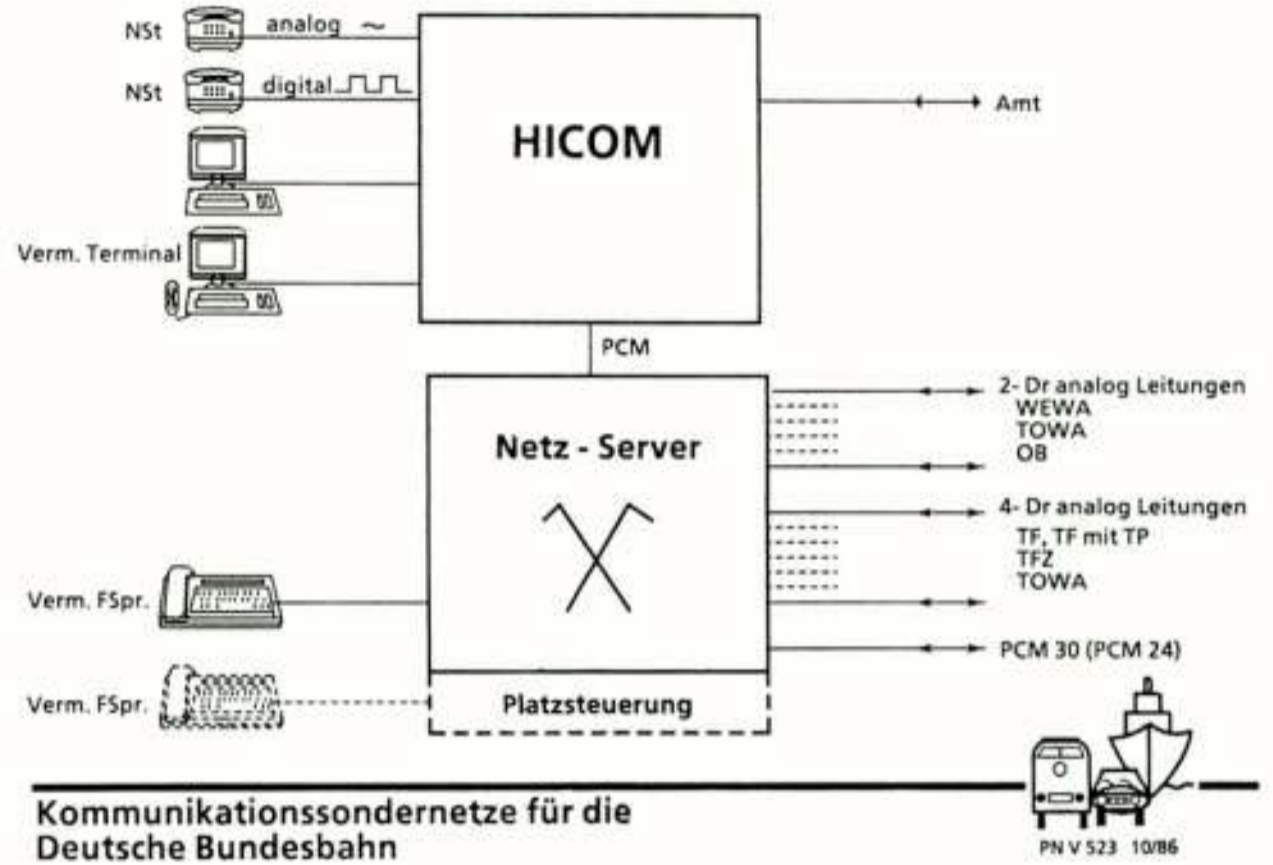 NSt
analog ~
NSt
digital
Verm. Terminal
HICOM
Amt
PCM
Netz - Server
2- Dr analog Leitungen
WEWA
TOWA
OB
4- Dr analog Leitungen
TF, TF mit TP
TFZ
TOWA
PCM 30 (PCM 24)
Verm. FSpr.
Verm. FSpr.
Platzsteuerung
Kommunikationssondernetze für die
Deutsche Bundesbahn
PN V 523 10/86